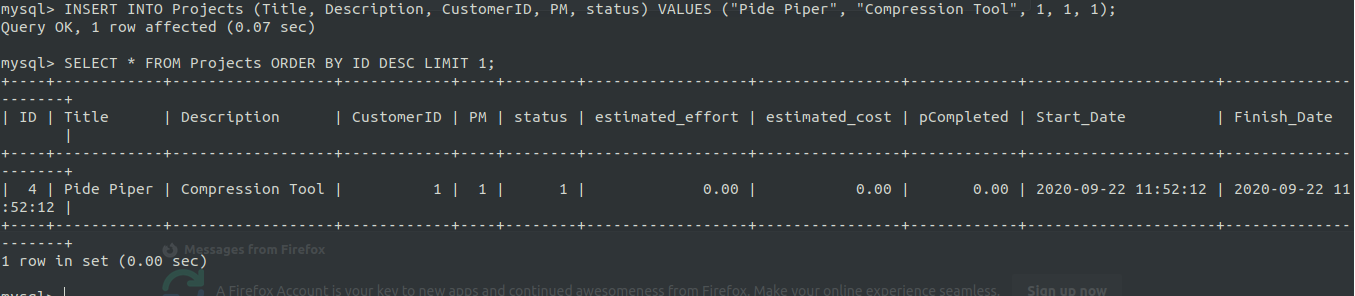 mysql> INSERT INTO Projects (Title, Description, CustomerID, PM, status) VALUES ("Pide Piper", "Compression Tool", 1, 1, 1);
Query OK, 1 row affected (0.07 sec)
mysql> SELECT * FROM Projects ORDER BY ID DESC LIMIT 1;
+----+------------+------------------+------------+----+--------+------------------+----------------+------------+---------------------+--------------
-------+
| ID | Title      | Description      | CustomerID | PM | status | estimated_effort | estimated_cost | pCompleted | Start_Date          | Finish_Date
       |
+----+------------+------------------+------------+----+--------+------------------+----------------+------------+---------------------+--------------
-------+
|  4 | Pide Piper | Compression Tool |          1 |  1 |      1 |             0.00 |           0.00 |       0.00 | 2020-09-22 11:52:12 | 2020-09-22 11
:52:12 |
+----+------------+------------------+------------+----+--------+------------------+----------------+------------+---------------------+--------------
-------+
Messages from Firefox
1 row in set (0.00 sec)
A Firefox Account is your key to new apps and continued awesomeness from Firefox. Make your online experience seamless. Sign up now
mysql>